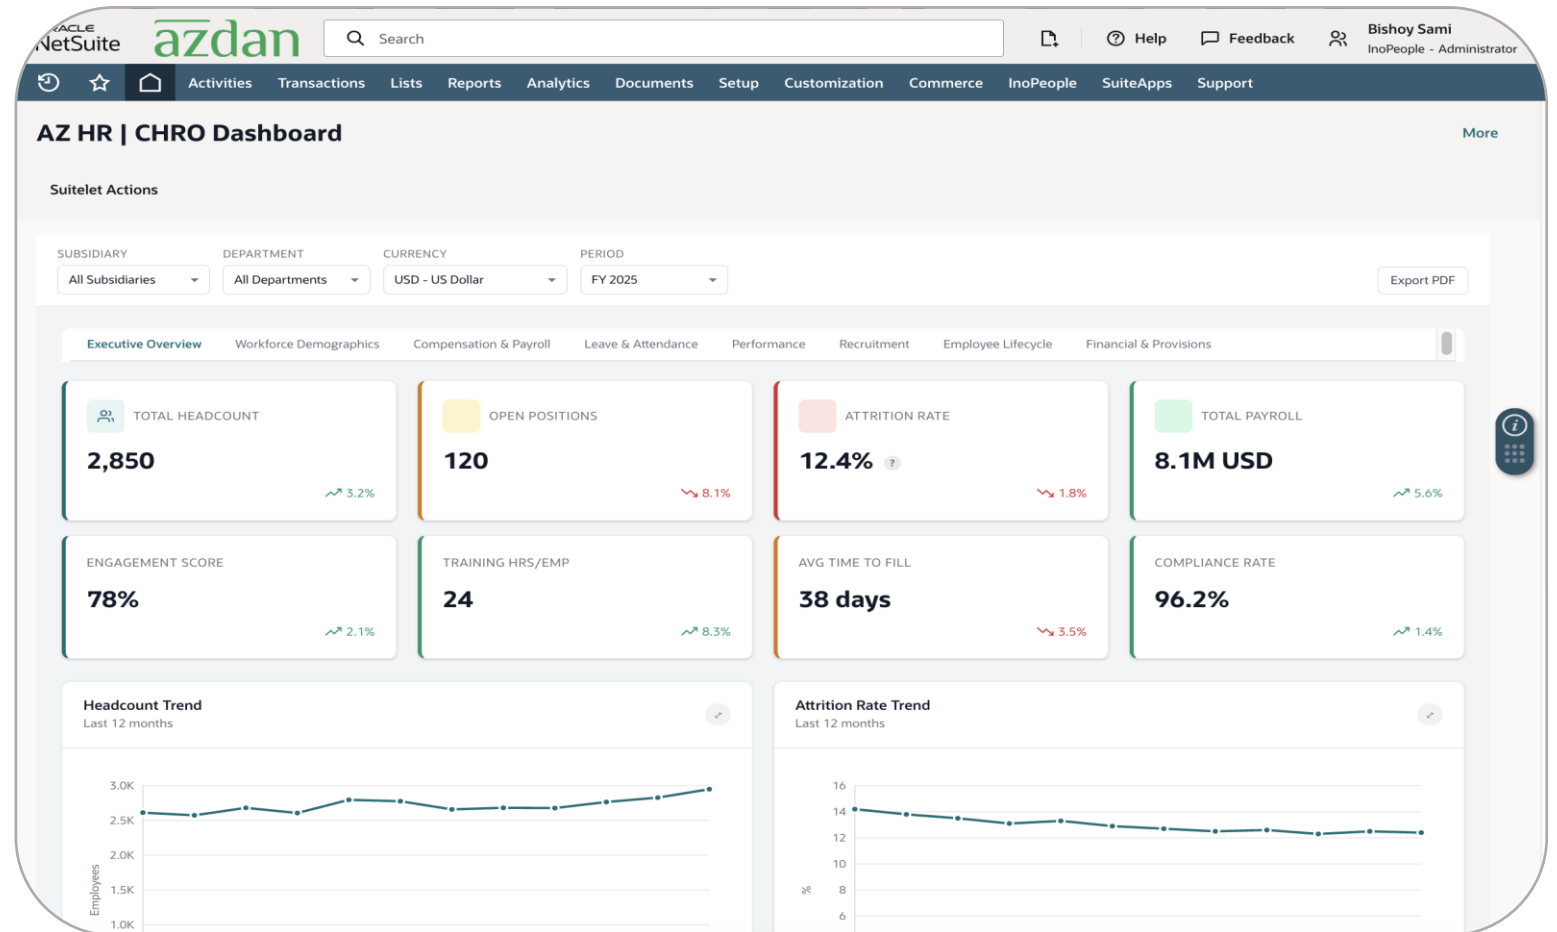 NetSuite
azdan
Search
Help
Feedback
Bishoy Sami
InoPeople - Administrator
Activities
Transactions
Lists
Reports
Analytics
Documents
Setup
Customization
Commerce
InoPeople
SuiteApps
Support
AZ HR | CHRO Dashboard
More
Suitelet Actions
SUBSIDIARY
DEPARTMENT
CURRENCY
PERIOD
All Subsidiaries
All Departments
USD - US Dollar
FY 2025
Export PDF
Executive Overview
Workforce Demographics
Compensation & Payroll
Leave & Attendance
Performance
Recruitment
Employee Lifecycle
Financial & Provisions
TOTAL HEADCOUNT
2,850
3.2%
OPEN POSITIONS
120
8.1%
ATTRITION RATE
12.4% ?
1.8%
TOTAL PAYROLL
8.1M USD
5.6%
ENGAGEMENT SCORE
78%
2.1%
TRAINING HRS/EMP
24
8.3%
AVG TIME TO FILL
38 days
3.5%
COMPLIANCE RATE
96.2%
1.4%
Headcount Trend
Last 12 months
3.0K
2.5K
2.0K
1.5K
1.0K
Employees
Attrition Rate Trend
Last 12 months
16
14
12
10
8
6
%